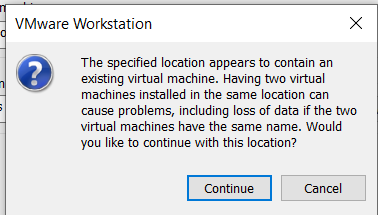 VMware Workstation
The specified location appears to contain an
existing virtual machine. Having two virtual
machines installed in the same location can
cause problems, including loss of data if the two
virtual machines have the same name. Would
you like to continue with this location?
Continue
Cancel